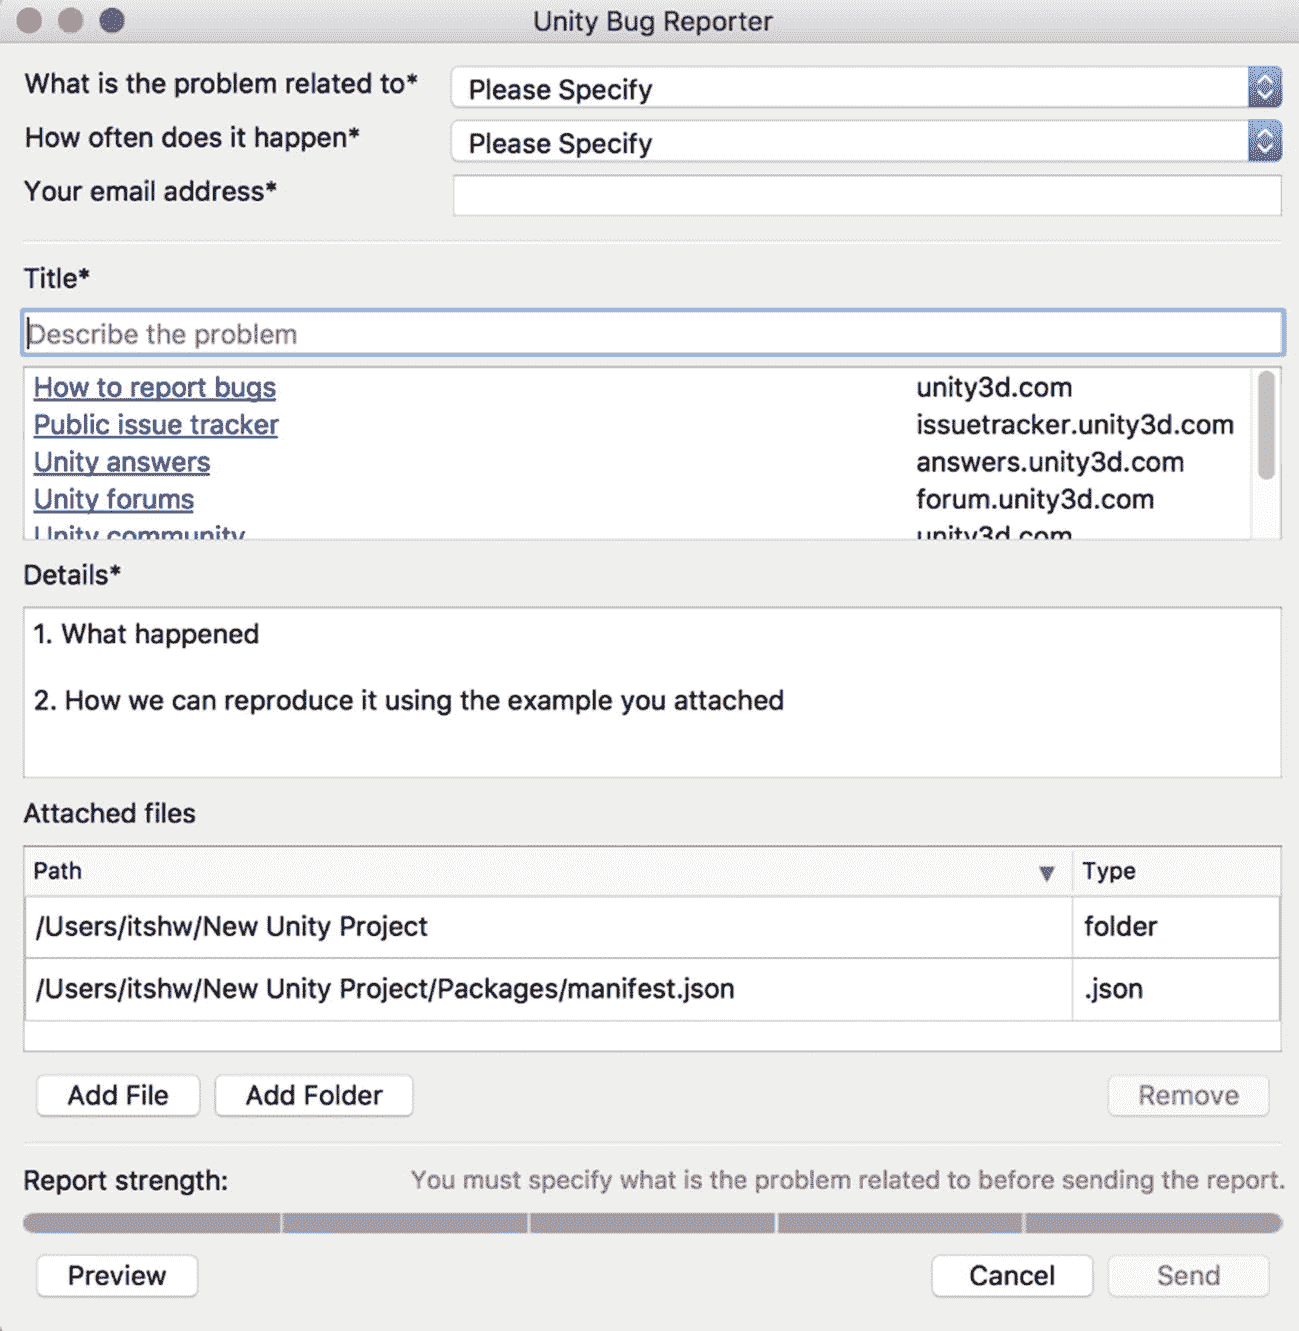 Unity Bug Reporter
What is the problem related to* Please Specify
How often does it happen* Please Specify
Your email address*
Title*
Describe the problem
How to report bugs unity3d.com
Public issue tracker issuetracker.unity3d.com
Unity answers answers.unity3d.com
Unity forums forum.unity3d.com
Unity community unity3d.com
Details*
1. What happened
2. How we can reproduce it using the example you attached
Attached files
Path Type
/Users/itshw/New Unity Project folder
/Users/itshw/New Unity Project/Packages/manifest.json .json
Add File Add Folder Remove
Report strength: You must specify what is the problem related to before sending the report.
Preview Cancel Send